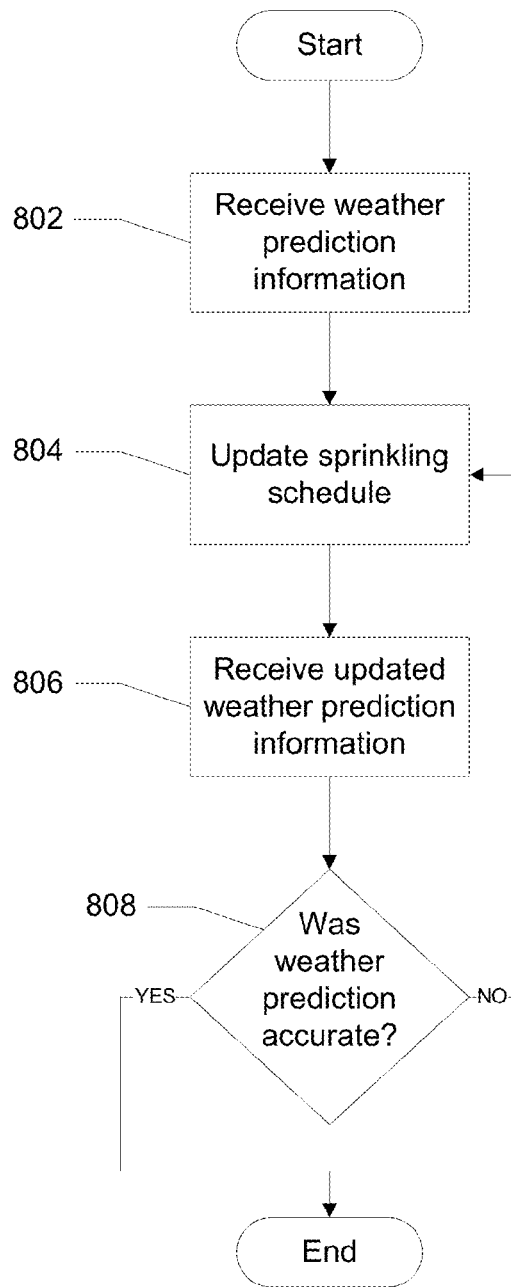 Start
802
Receive weather
prediction
information
804
Update sprinkling
schedule
806
Receive updated
weather prediction
information
808
Was
weather
prediction
accurate?
YES
NO
End